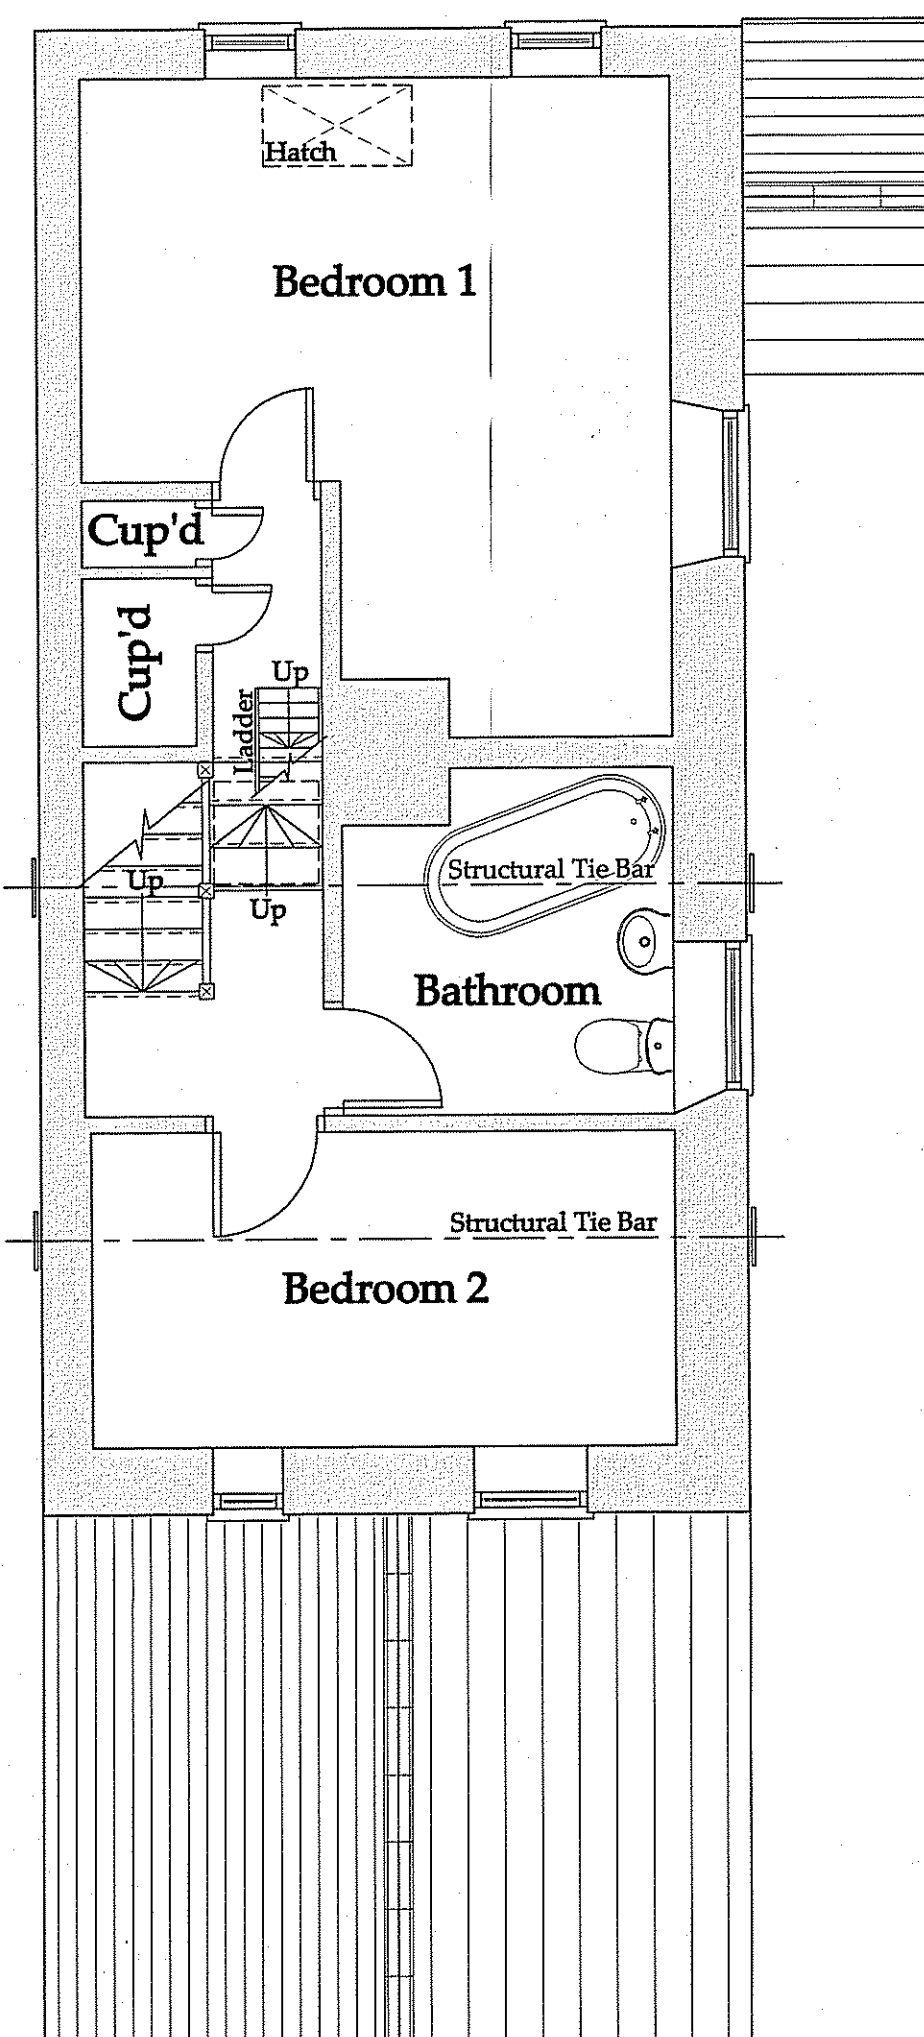 Hatch
Bedroom 1
Cup'd
Cup'd
Up
Ladder
Up
Structural Tie Bar
Up
Bathroom
Structural Tie Bar
Bedroom 2